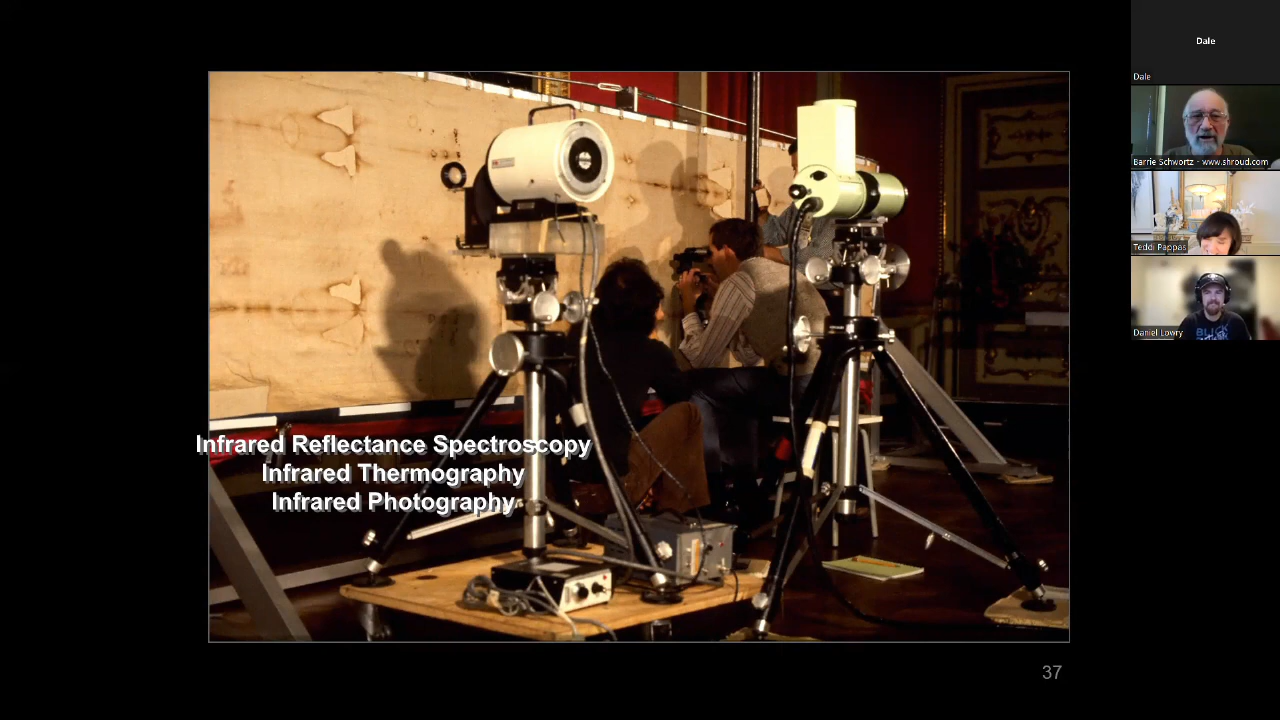 Infrared Reflectance Spectroscopy
Infrared Thermography
Infrared Photography
37
Dale
Dale
Barrie Schwortz - www.shroud.com
Teddi Pappas
Daniel Lowry